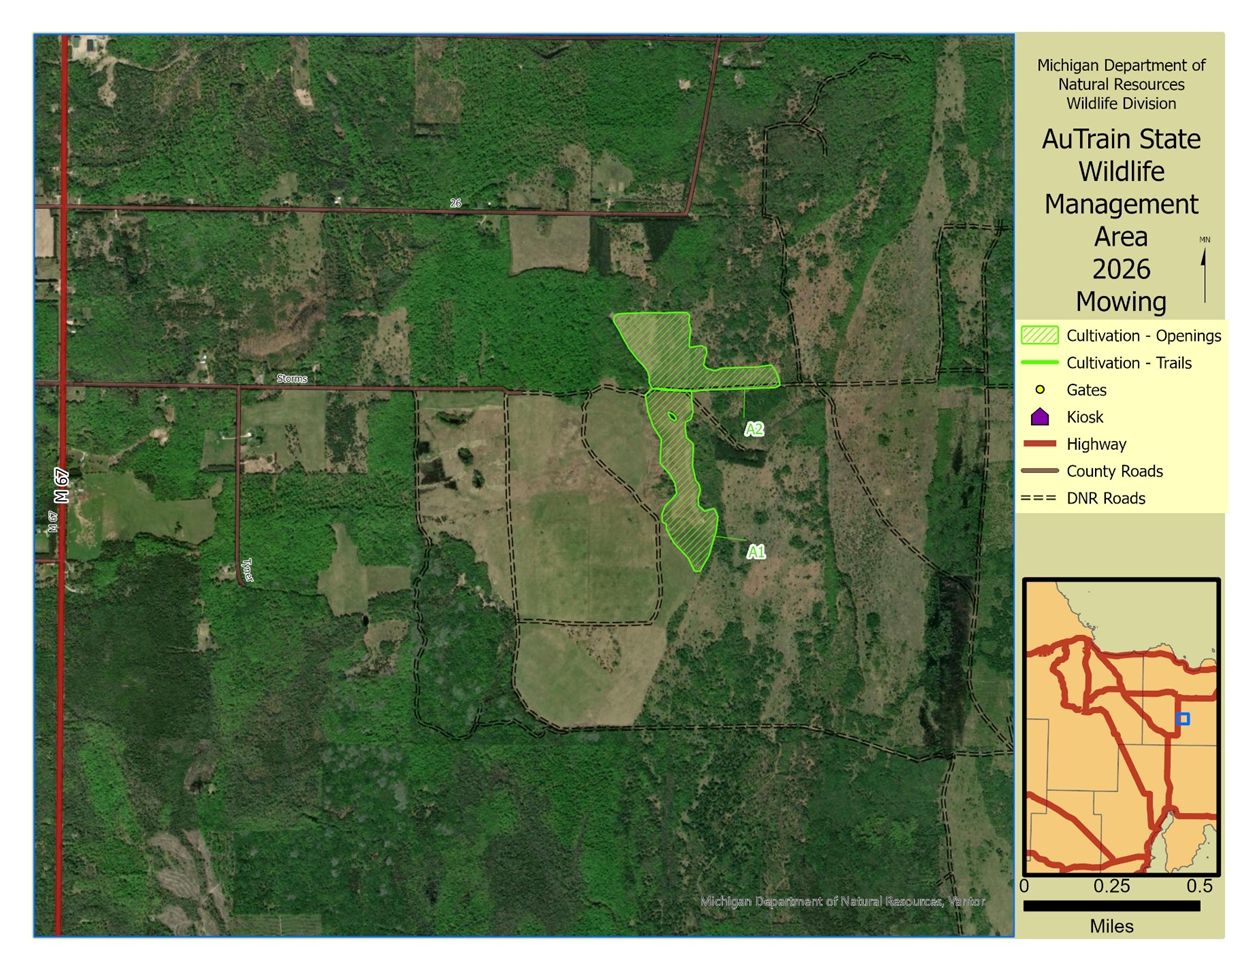 Michigan Department of
Natural Resources
Wildlife Division
AuTrain State
Wildlife
Management
Area
2026
Mowing
MN
Cultivation - Openings
Cultivation - Trails
Gates
Kiosk
Highway
County Roads
DNR Roads
26
Storms
A2
M 67
M 67
A1
Tyner
Michigan Department of Natural Resources, Vantor
0 0.25 0.5
Miles